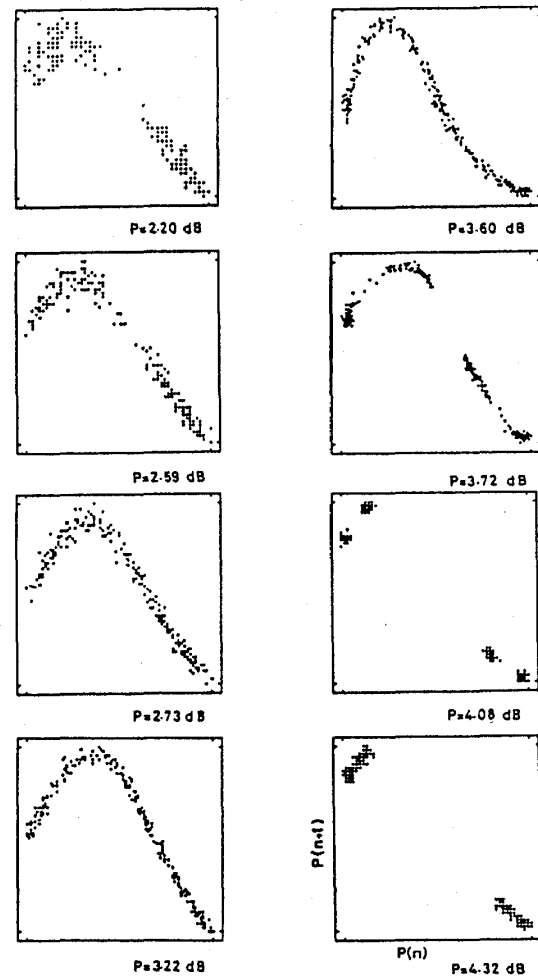 P=2·20 dB
P=3·60 dB
P=2·59 dB
P=3·72 dB
P=2·73 dB
P=4·08 dB
P=3·22 dB
P(n+1)
P(n)
P=4·32 dB